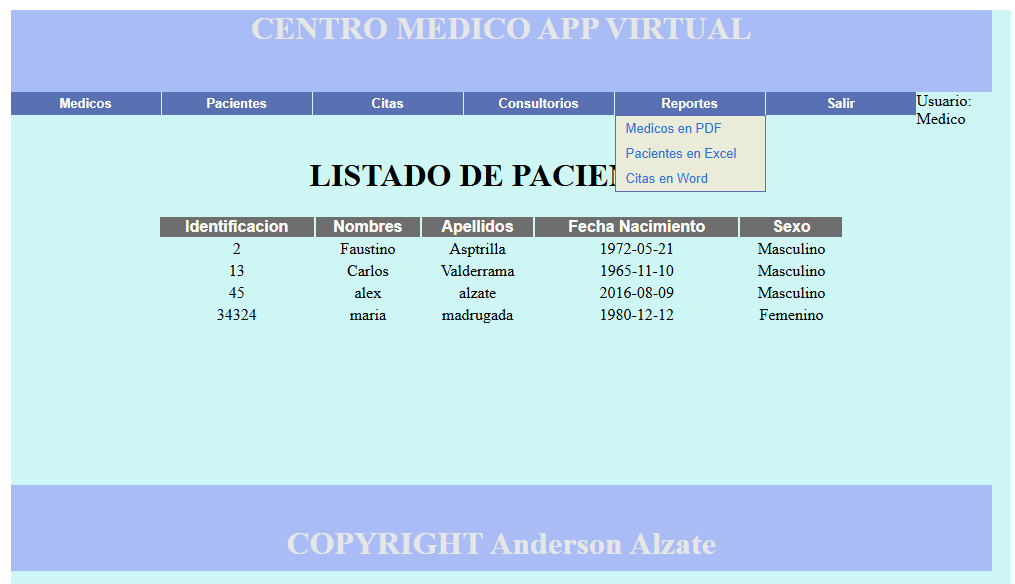 CENTRO MEDICO APP VIRTUAL
Medicos Pacientes Citas Consultorios Reportes Salir Usuario:
Medico
Medicos en PDF
Pacientes en Excel
Citas en Word
LISTADO DE PACIEN
Identificacion Nombres Apellidos Fecha Nacimiento Sexo
2 Faustino Asptrilla 1972-05-21 Masculino
13 Carlos Valderrama 1965-11-10 Masculino
45 alex alzate 2016-08-09 Masculino
34324 maria madrugada 1980-12-12 Femenino
COPYRIGHT Anderson Alzate